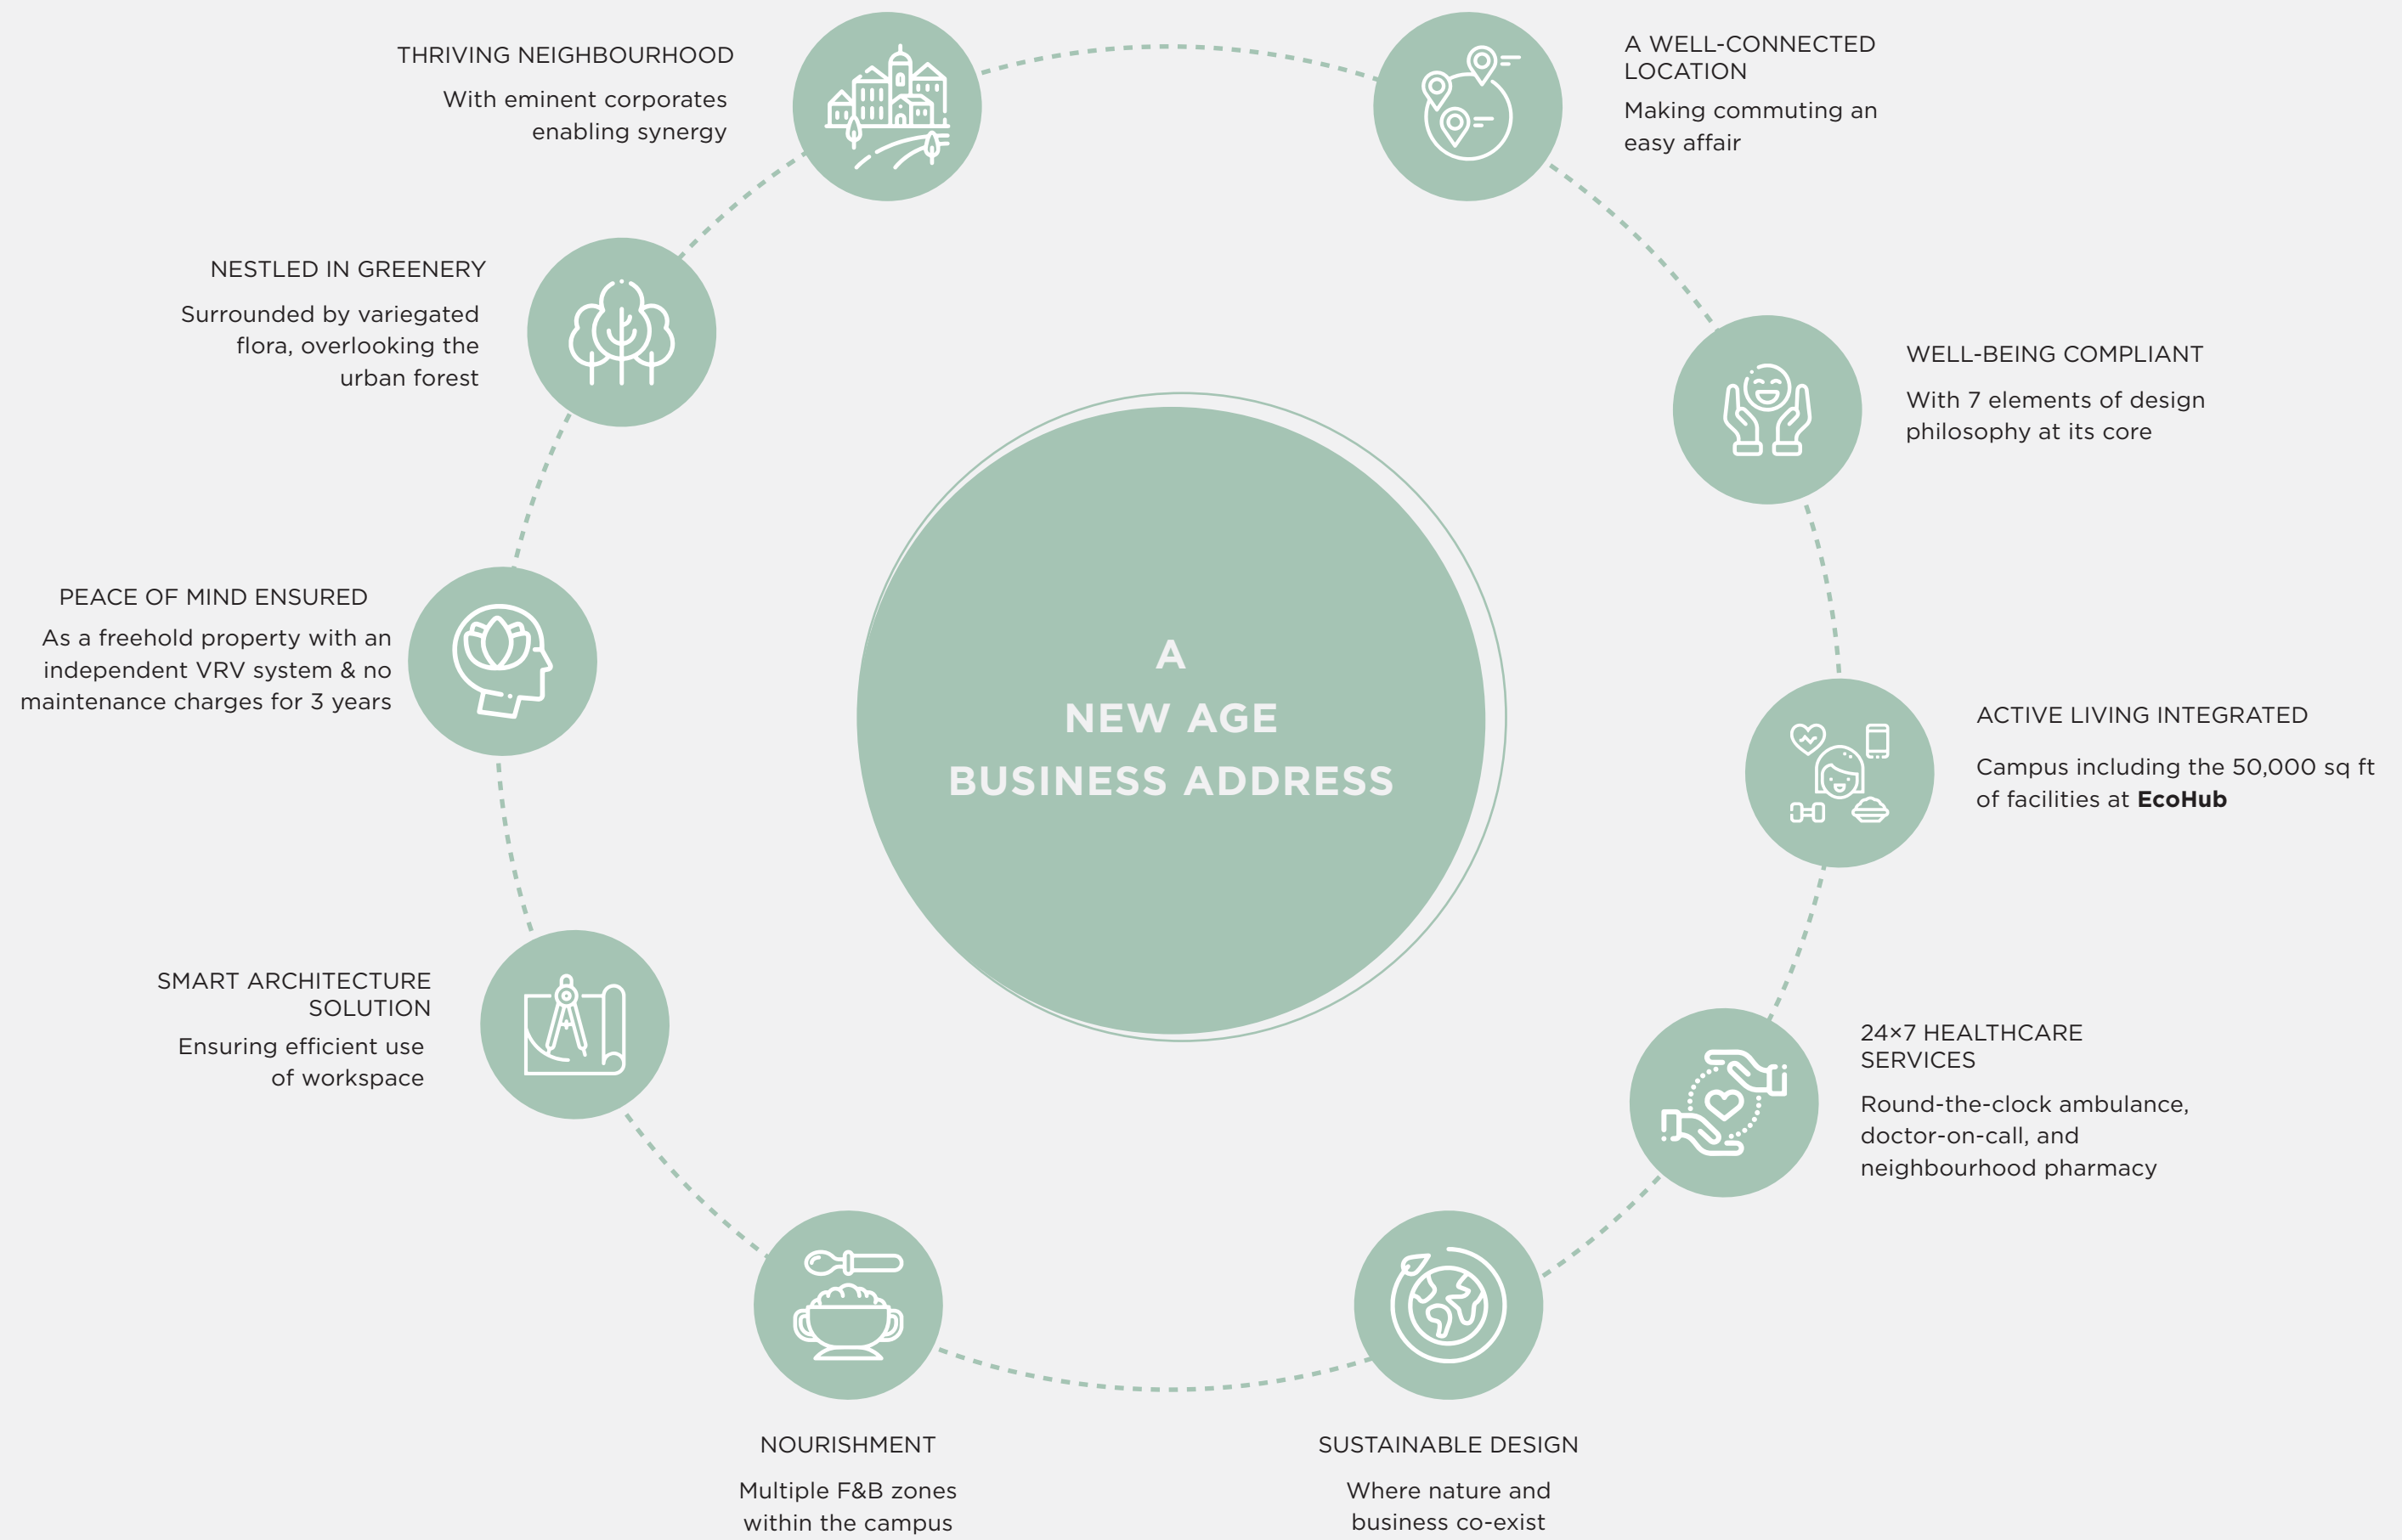 THRIVING NEIGHBOURHOOD
With eminent corporates
enabling synergy
A WELL-CONNECTED
LOCATION
Making commuting an
easy affair
NESTLED IN GREENERY
Surrounded by variegated
flora, overlooking the
urban forest
WELL-BEING COMPLIANT
With 7 elements of design
philosophy at its core
PEACE OF MIND ENSURED
As a freehold property with an
independent VRV system & no
maintenance charges for 3 years
A
NEW AGE
BUSINESS ADDRESS
ACTIVE LIVING INTEGRATED
Campus including the 50,000 sq ft
of facilities at EcoHub
SMART ARCHITECTURE
SOLUTION
Ensuring efficient use
of workspace
24×7 HEALTHCARE
SERVICES
Round-the-clock ambulance,
doctor-on-call, and
neighbourhood pharmacy
NOURISHMENT
Multiple F&B zones
within the campus
SUSTAINABLE DESIGN
Where nature and
business co-exist